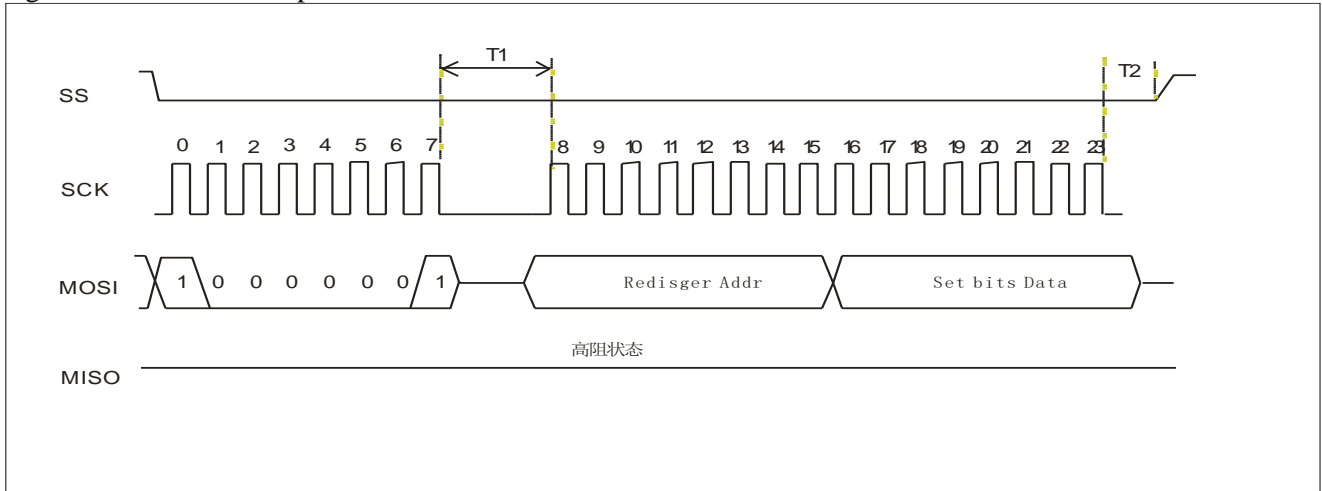 T1
T2
SS
0 1 2 3 4 5 6 7 8 9 10 11 12 13 14 15 16 17 18 19 20 21 22 23
SCK
MOSI 1 0 0 0 0 0 0 1 Redisger Addr Set bits Data
高阻状态
MISO